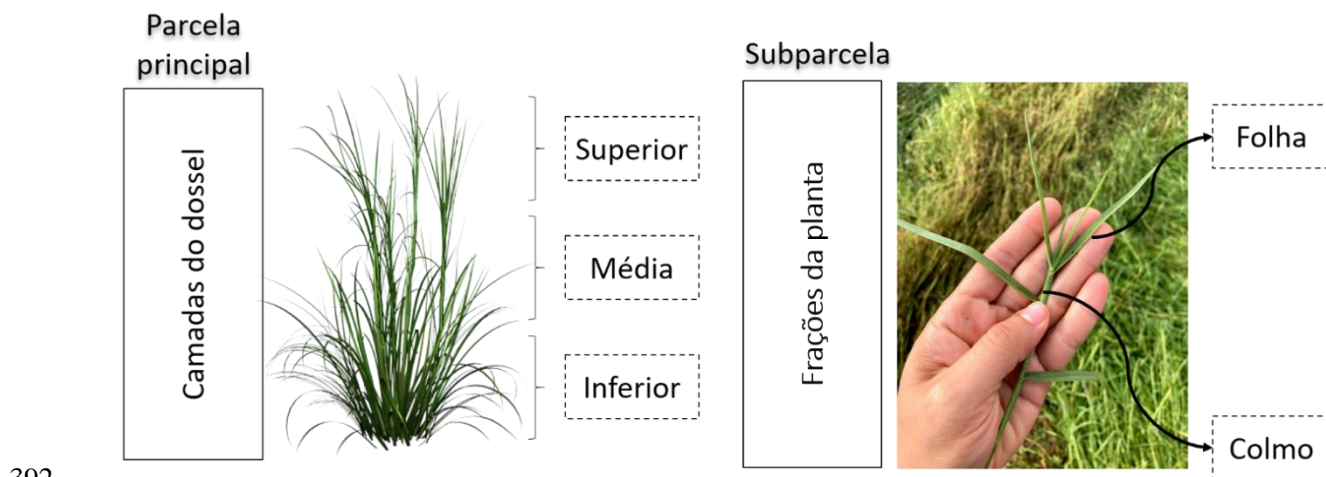 Parcela
principal
Camadas do dossel
Superior
Média
Inferior
Subparcela
Frações da planta
Folha
Colmo